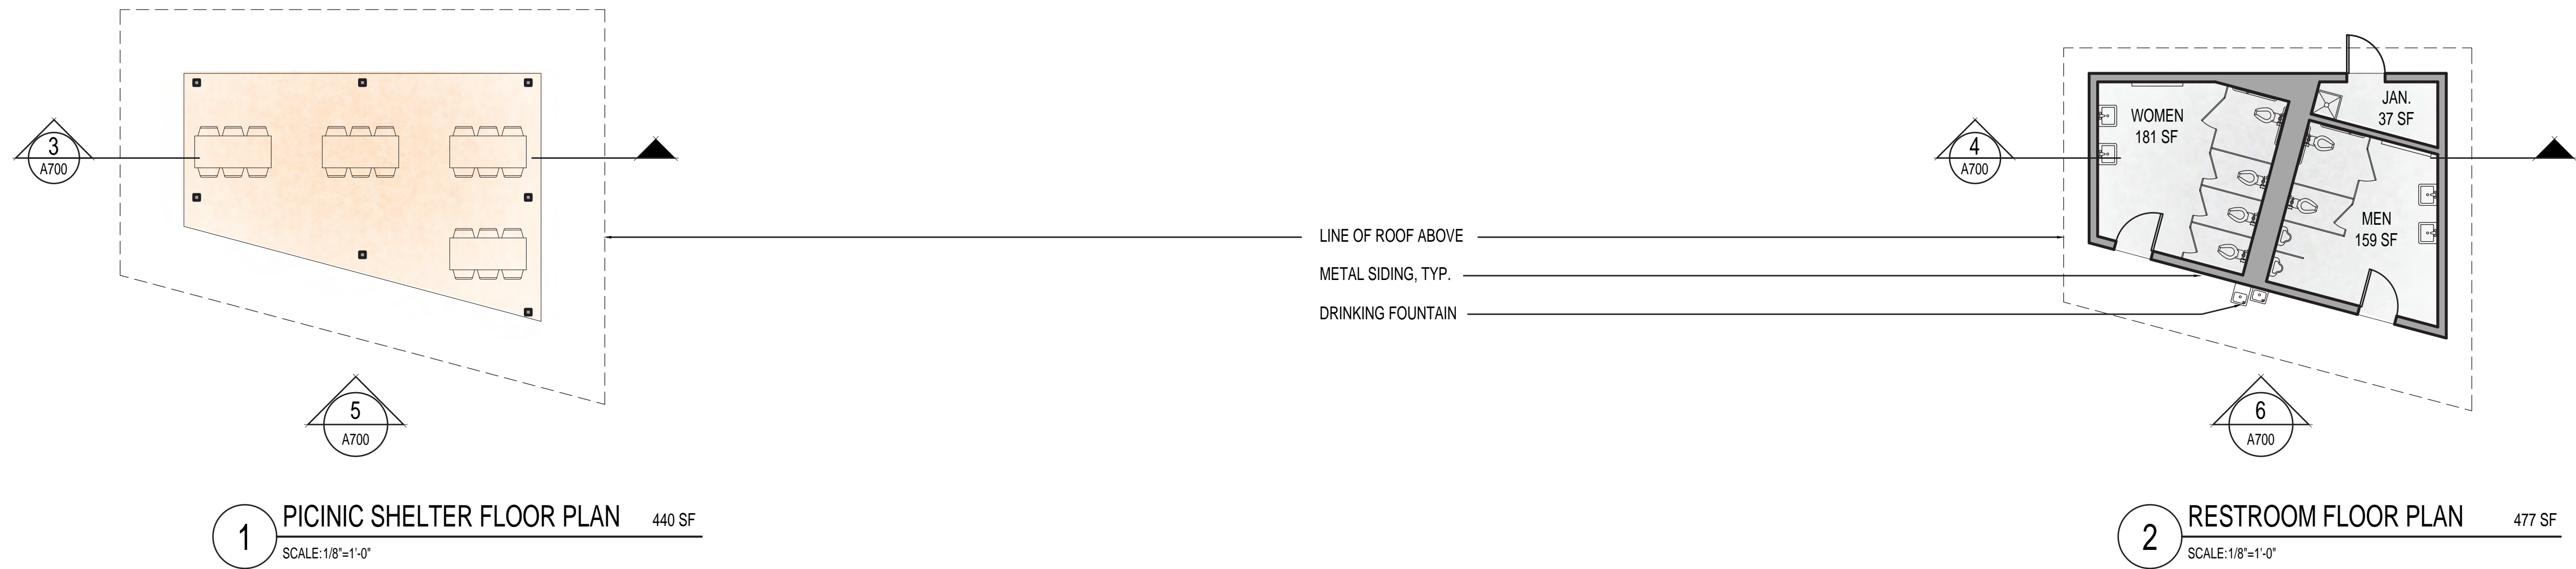 3
A700
5
A700
1
PICINIC SHELTER FLOOR PLAN 440 SF
SCALE:1/8"=1'-0"
LINE OF ROOF ABOVE
METAL SIDING, TYP.
DRINKING FOUNTAIN
4
A700
WOMEN
181 SF
JAN.
37 SF
MEN
159 SF
6
A700
2
RESTROOM FLOOR PLAN 477 SF
SCALE:1/8"=1'-0"